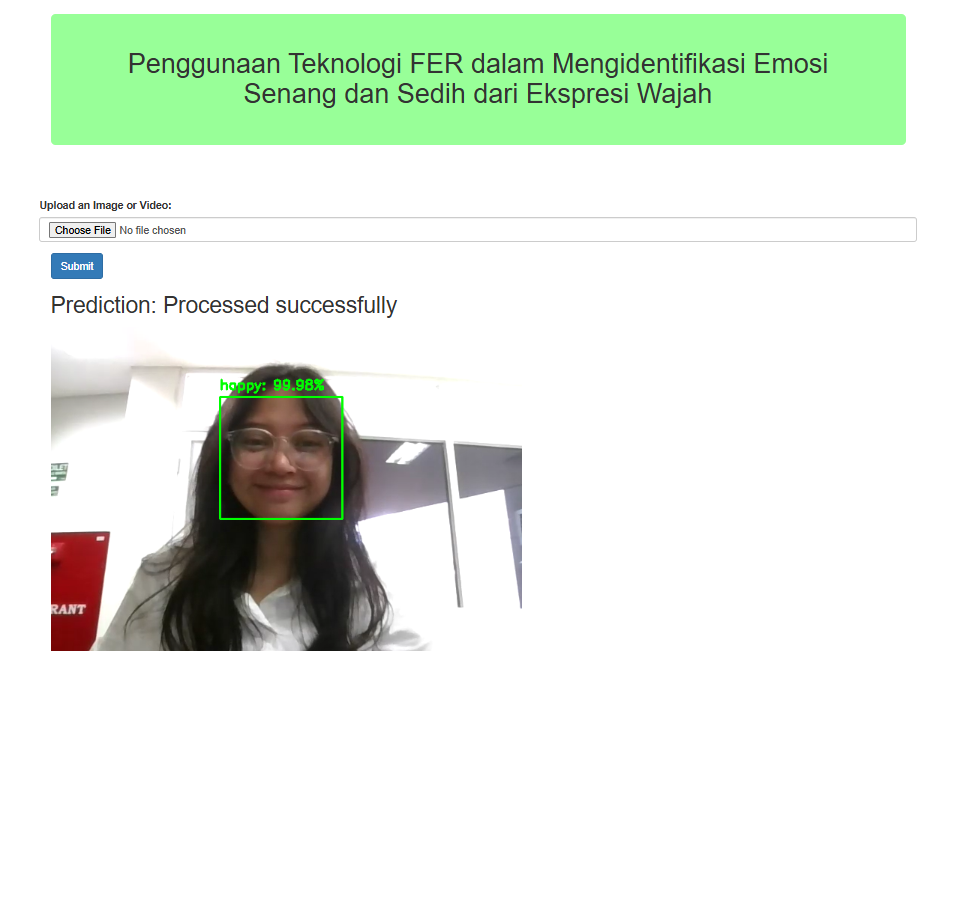 Penggunaan Teknologi FER dalam Mengidentifikasi Emosi
Senang dan Sedih dari Ekspresi Wajah
Upload an Image or Video:
Choose File No file chosen
Submit
Prediction: Processed successfully
happy: 99.98%
RANT